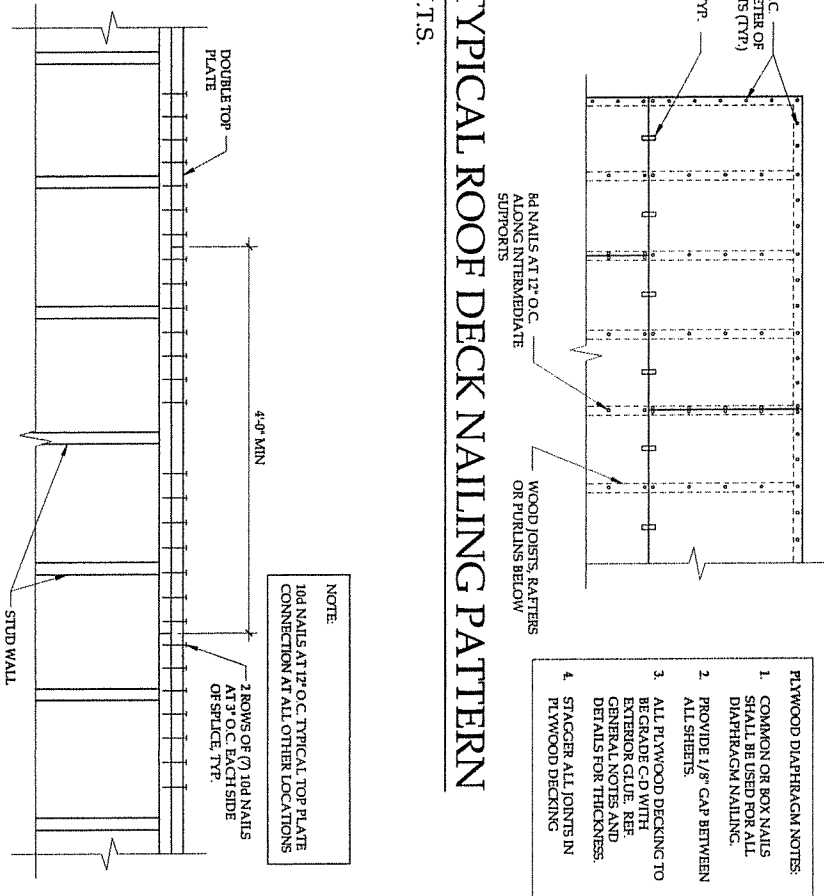 .C.
ETER OF
TS (TYP.)
TYP.
8d NAILS AT 12" O.C.
ALONG INTERMEDIATE
SUPPORTS
WOOD JOISTS, RAFTERS
OR PURLINS BELOW
PLYWOOD DIAPHRAGM NOTES:
1. COMMON OR BOX NAILS
SHALL BE USED FOR ALL
DIAPHRAGM NAILING.
2. PROVIDE 1/8" GAP BETWEEN
ALL SHEETS.
3. ALL PLYWOOD DECKING TO
BE GRADE C-D WITH
EXTERIOR GLUE. REF.
GENERAL NOTES AND
DETAILS FOR THICKNESS.
4. STAGGER ALL JOINTS IN
PLYWOOD DECKING
TYPICAL ROOF DECK NAILING PATTERN
.T.S.
DOUBLE TOP
PLATE
4'-0" MIN
NOTE:
10d NAILS AT 12" O.C. TYPICAL TOP PLATE
CONNECTION AT ALL OTHER LOCATIONS
2 ROWS OF (7) 10d NAILS
AT 3" O.C. EACH SIDE
OF SPLICE, TYP.
STUD WALL